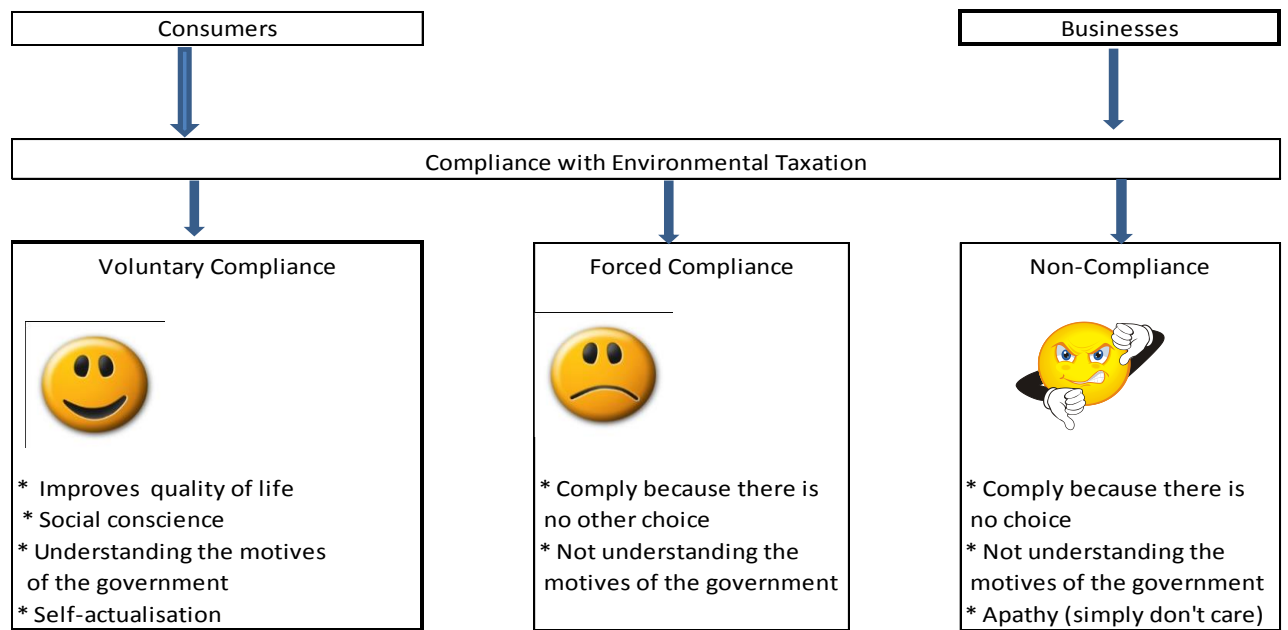 Consumers
Businesses
Compliance with Environmental Taxation
Voluntary Compliance
* Improves quality of life
* Social conscience
* Understanding the motives
of the government
* Self-actualisation
Forced Compliance
* Comply because there is
no other choice
* Not understanding the
motives of the government
Non-Compliance
* Comply because there is
no choice
* Not understanding the
motives of the government
* Apathy (simply don't care)